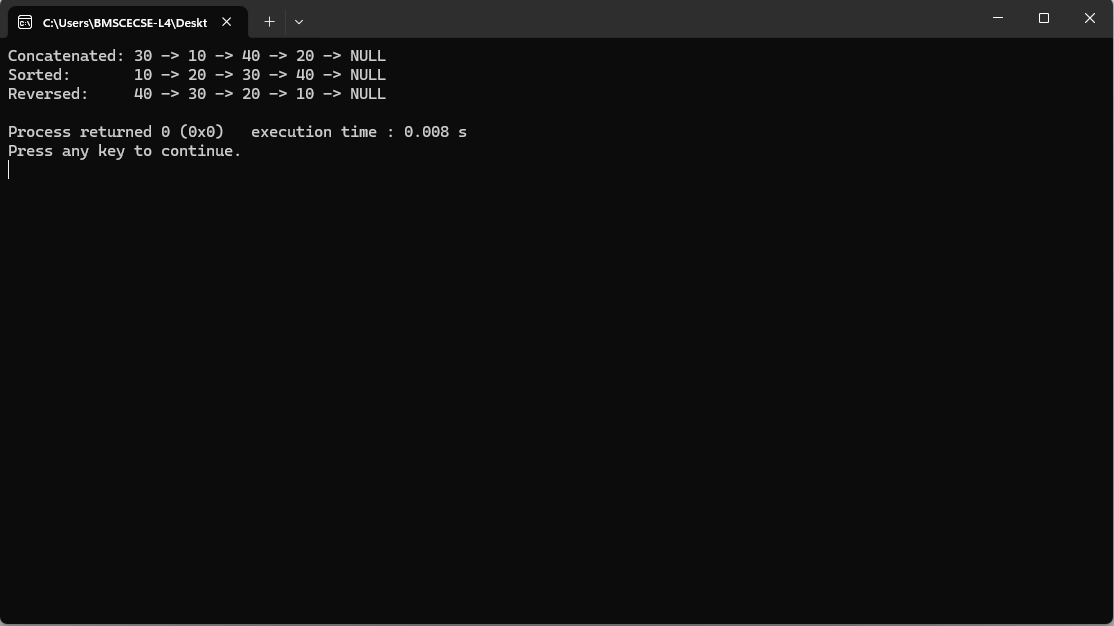 C:\Users\BMSCECSE-L4\Deskt
Concatenated: 30 -> 10 -> 40 -> 20 -> NULL
Sorted:       10 -> 20 -> 30 -> 40 -> NULL
Reversed:     40 -> 30 -> 20 -> 10 -> NULL
Process returned 0 (0x0)   execution time : 0.008 s
Press any key to continue.